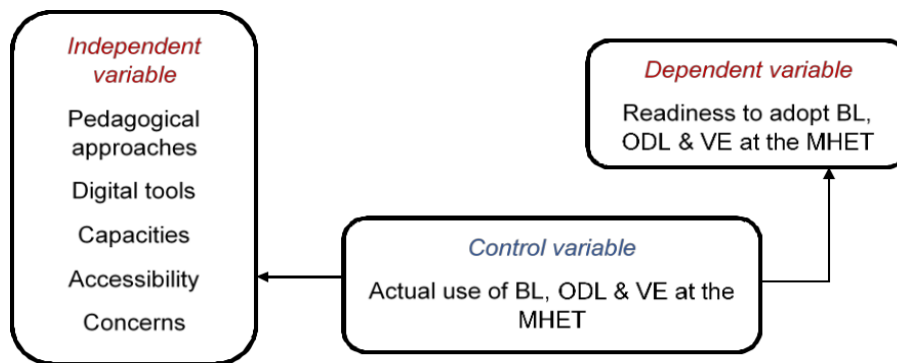 Independent
variable
Pedagogical
approaches
Digital tools
Capacities
Accessibility
Concerns
Dependent variable
Readiness to adopt BL,
ODL & VE at the MHET
Control variable
Actual use of BL, ODL & VE at the
MHET